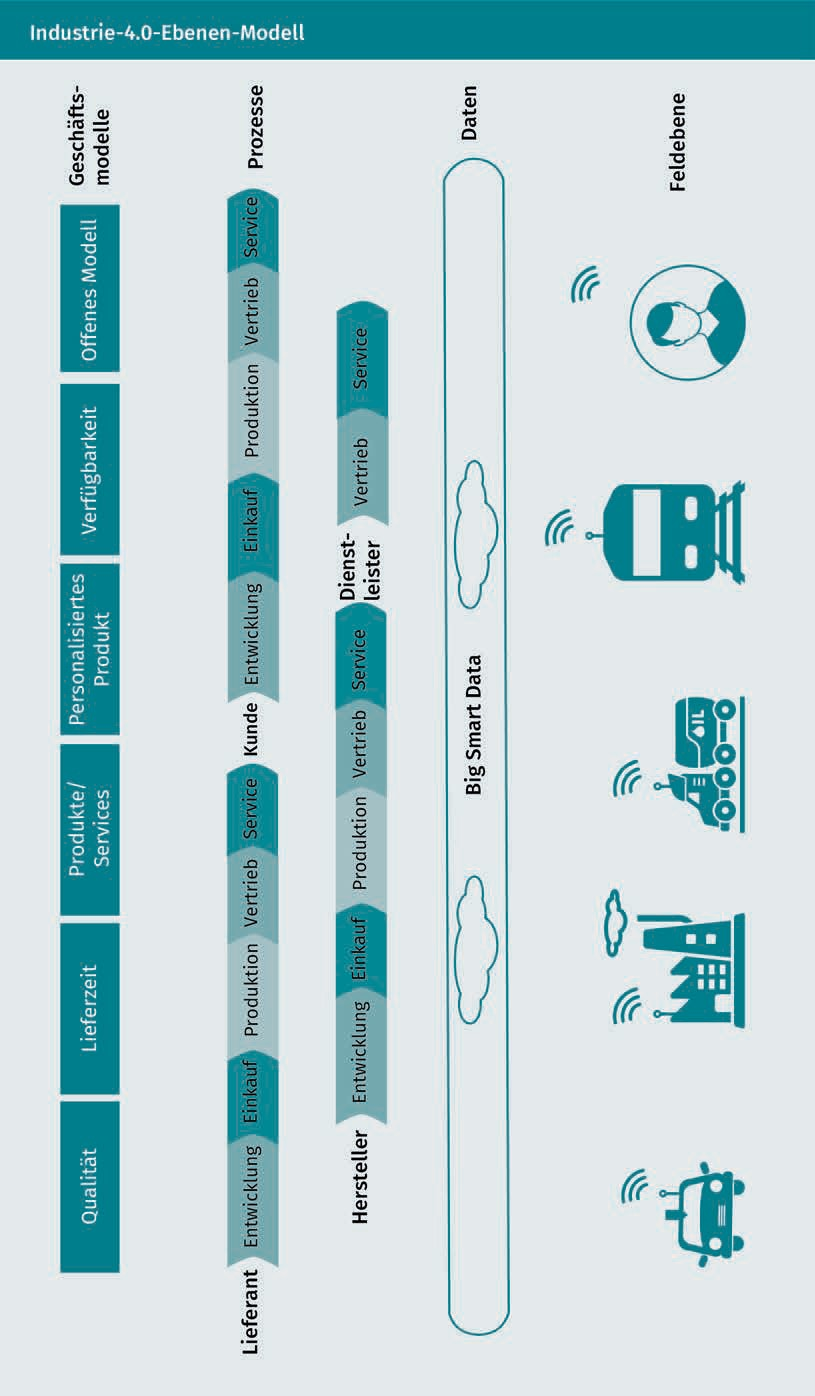 Industrie-4.0-Ebenen-Modell
Geschäfts-
modelle
Qualität
Lieferzeit
Produkte/
Services
Personalisiertes
Produkt
Verfügbarkeit
Offenes Modell
Prozesse
Lieferant
Entwicklung
Einkauf
Produktion
Vertrieb
Service
Kunde
Entwicklung
Einkauf
Produktion
Vertrieb
Service
Hersteller
Entwicklung
Einkauf
Produktion
Vertrieb
Service
Dienst-
leister
Vertrieb
Service
Daten
Big Smart Data
Feldebene
OIL